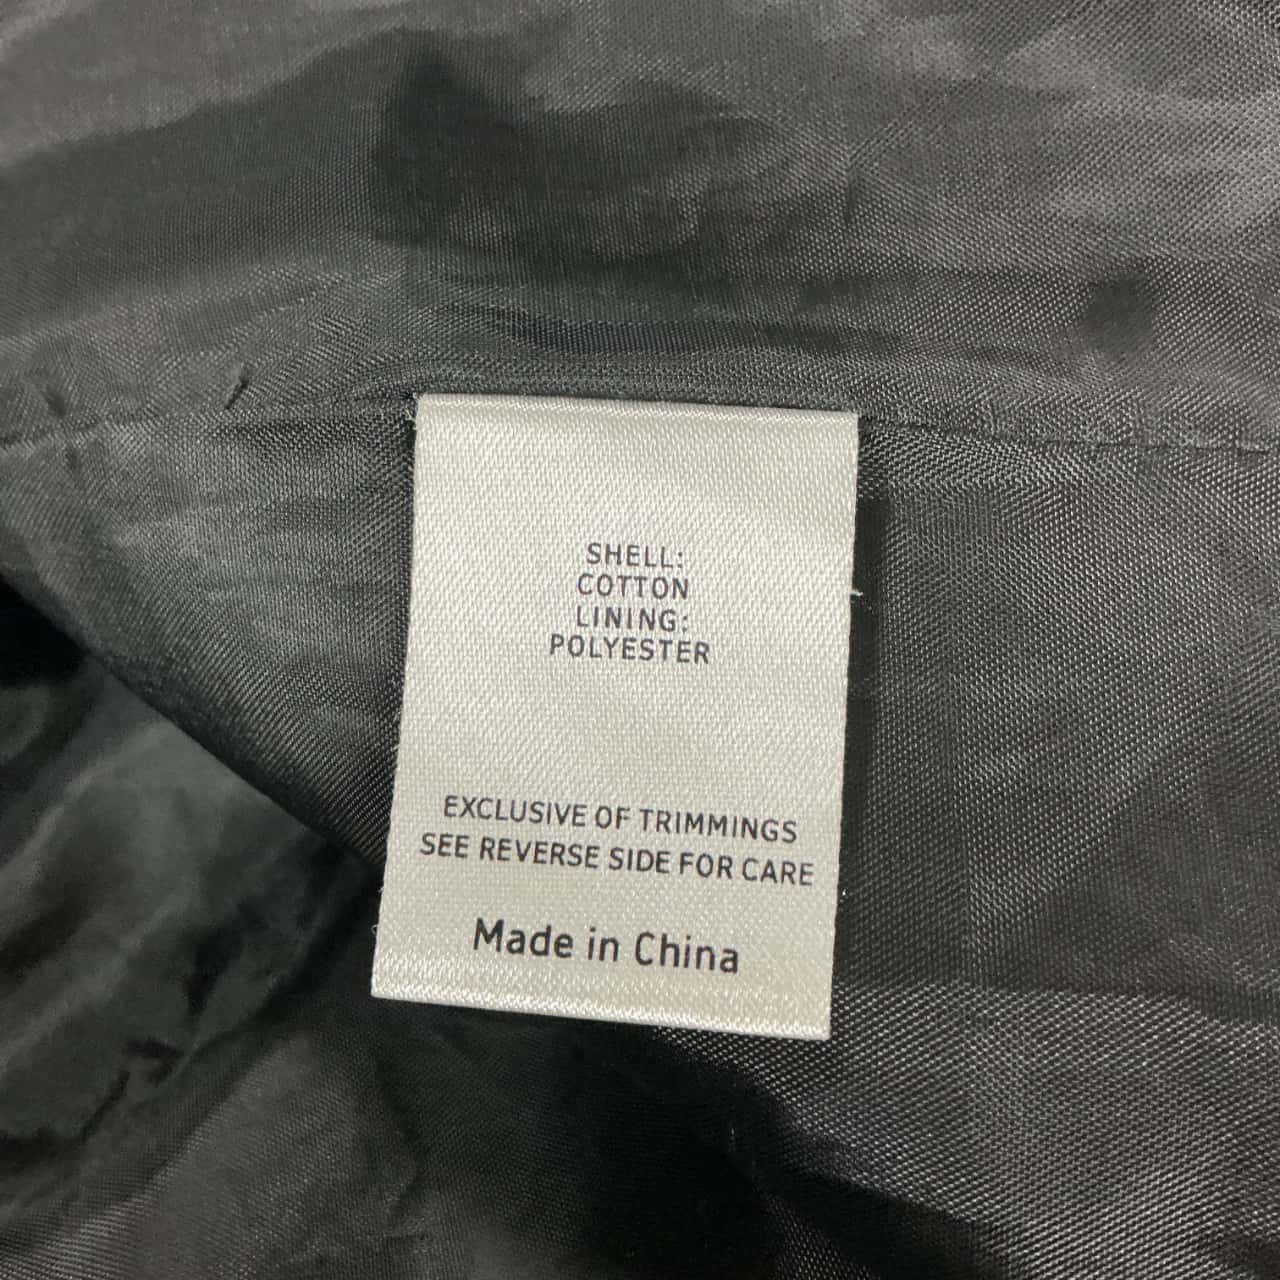 SHELL:
COTTON
LINING:
POLYESTER
EXCLUSIVE OF TRIMMINGS
SEE REVERSE SIDE FOR CARE
Made in China